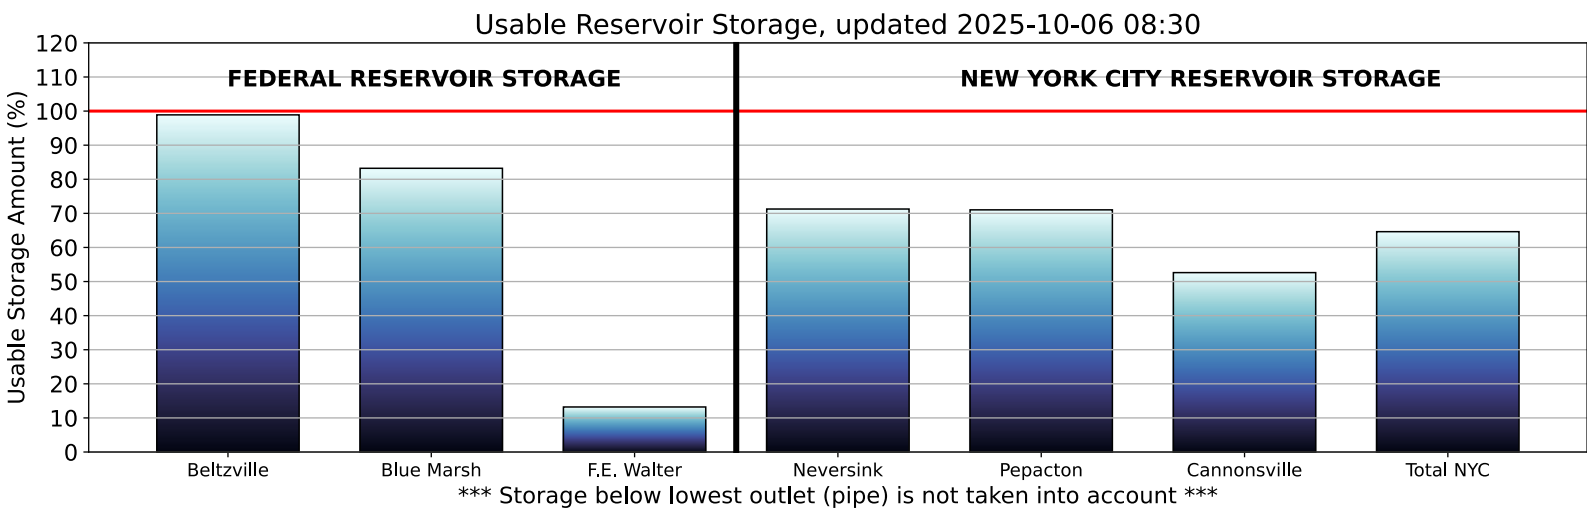 Usable Reservoir Storage, updated 2025-10-06 08:30
FEDERAL RESERVOIR STORAGE
NEW YORK CITY RESERVOIR STORAGE
Usable Storage Amount (%)
120
110
100
90
80
70
60
50
40
30
20
10
0
Beltzville
Blue Marsh
F.E. Walter
Neversink
Pepacton
Cannonsville
Total NYC
*** Storage below lowest outlet (pipe) is not taken into account ***